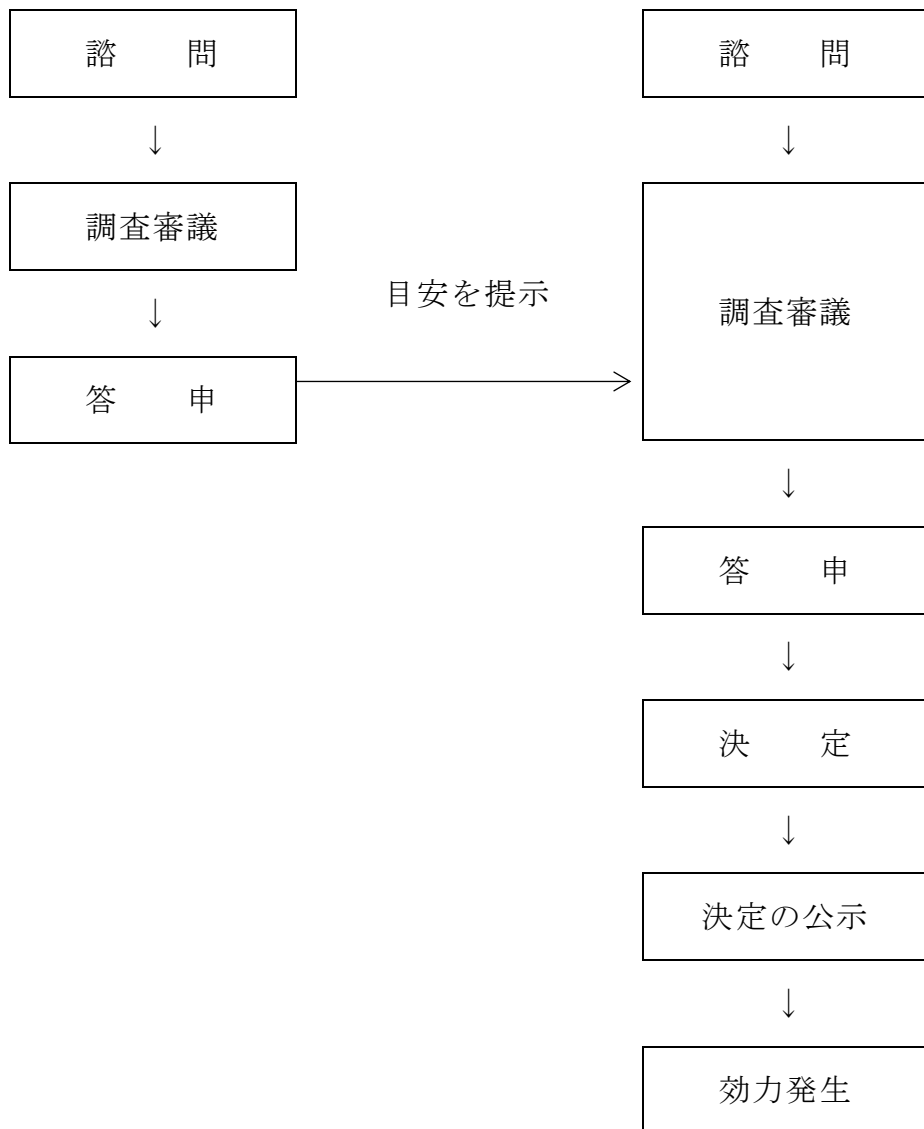 諮　　問
↓
調査審議
↓
答　　申
目安を提示
諮　　問
↓
調査審議
↓
答　　申
↓
決　　定
↓
決定の公示
↓
効力発生